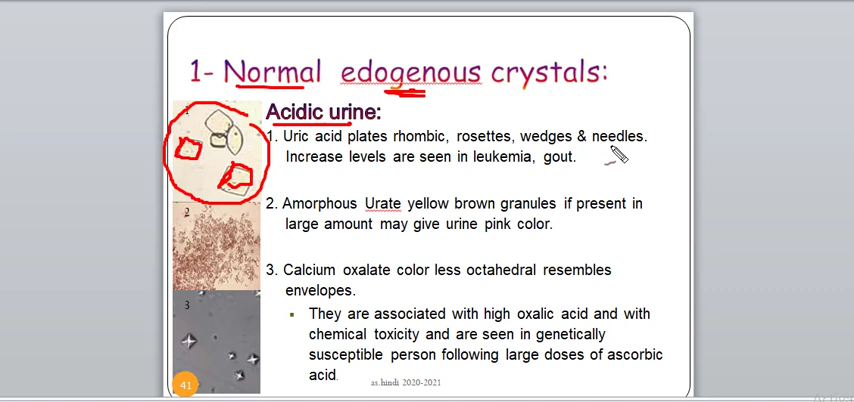 1- Normal edogenous crystals:
Acidic urine:
1. Uric acid plates rhombic, rosettes, wedges & needles.
Increase levels are seen in leukemia, gout.
2. Amorphous Urate yellow brown granules if present in
large amount may give urine pink color.
3. Calcium oxalate color less octahedral resembles
envelopes.
▪ They are associated with high oxalic acid and with
chemical toxicity and are seen in genetically
susceptible person following large doses of ascorbic
acid.
1
2
3
41
as.hindi 2020-2021